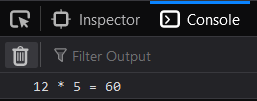 Inspector
Console
Filter Output
12 * 5 = 60